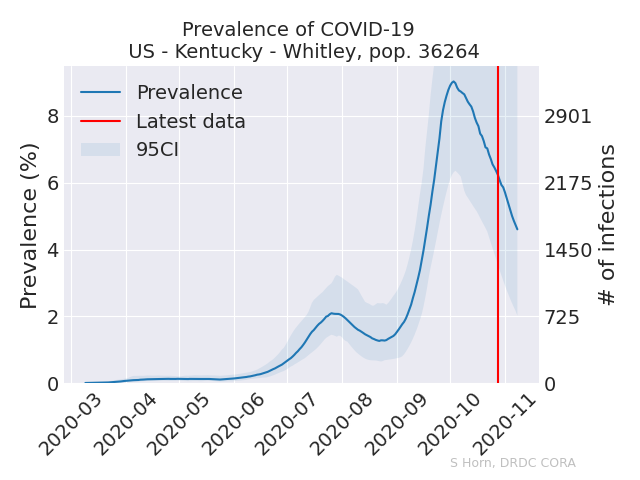 Prevalence of COVID-19
US - Kentucky - Whitley, pop. 36264
Prevalence
Latest data
95CI
Prevalence (%)
0
2
4
6
8
# of infections
0
725
1450
2175
2901
2020-03
2020-04
2020-05
2020-06
2020-07
2020-08
2020-09
2020-10
2020-11
S Horn, DRDC CORA